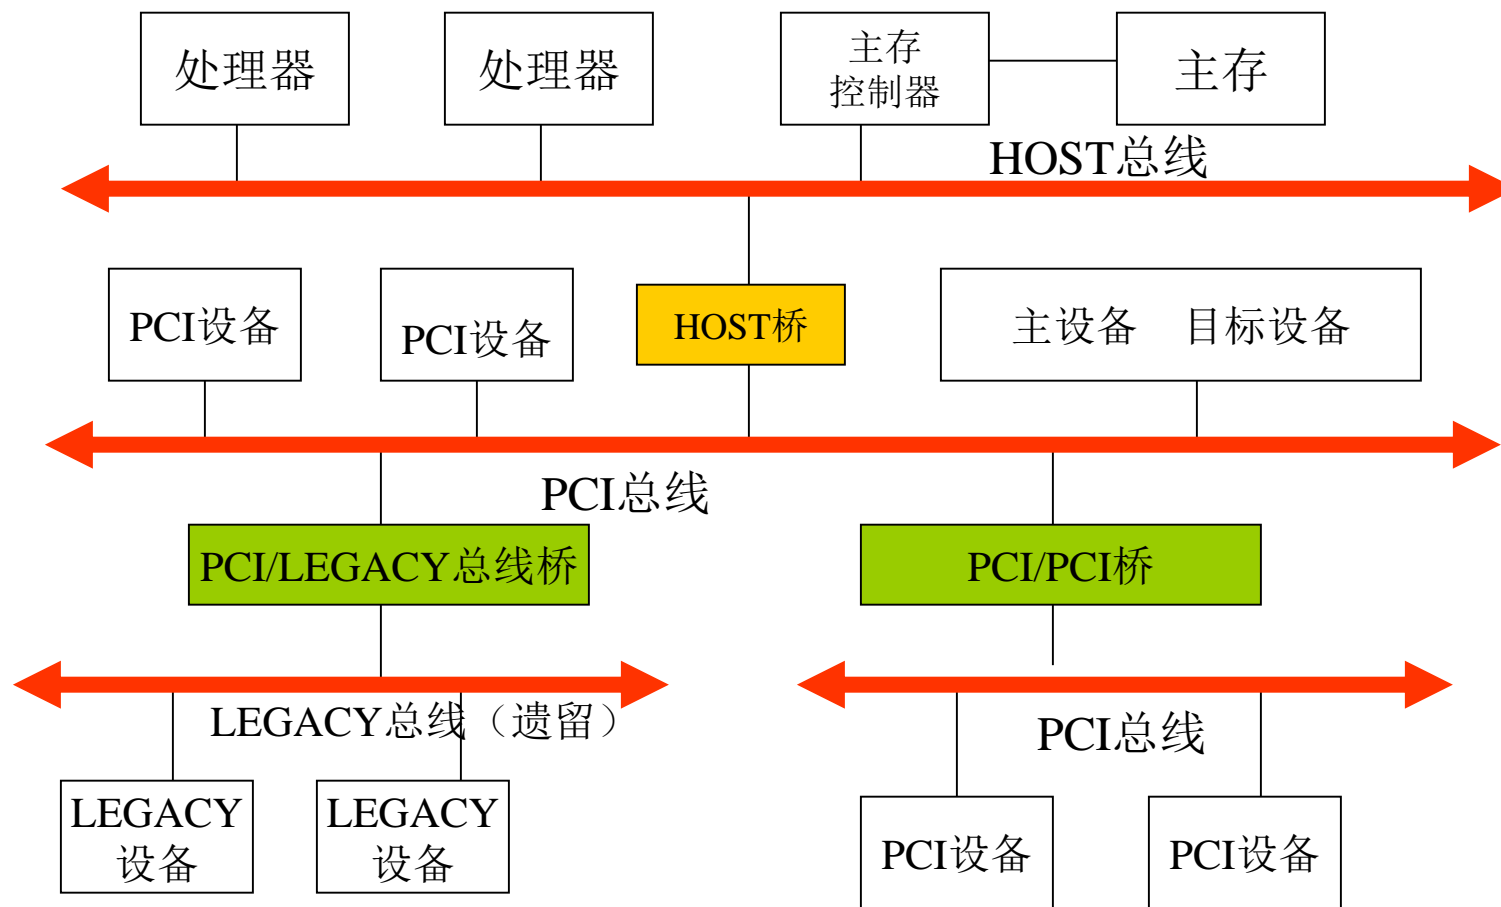 处理器
处理器
主存
控制器
主存
HOST总线
PCI设备
PCI设备
HOST桥
主设备 目标设备
PCI总线
PCI/LEGACY总线桥
PCI/PCI桥
LEGACY总线（遗留）
PCI总线
LEGACY
设备
LEGACY
设备
PCI设备
PCI设备